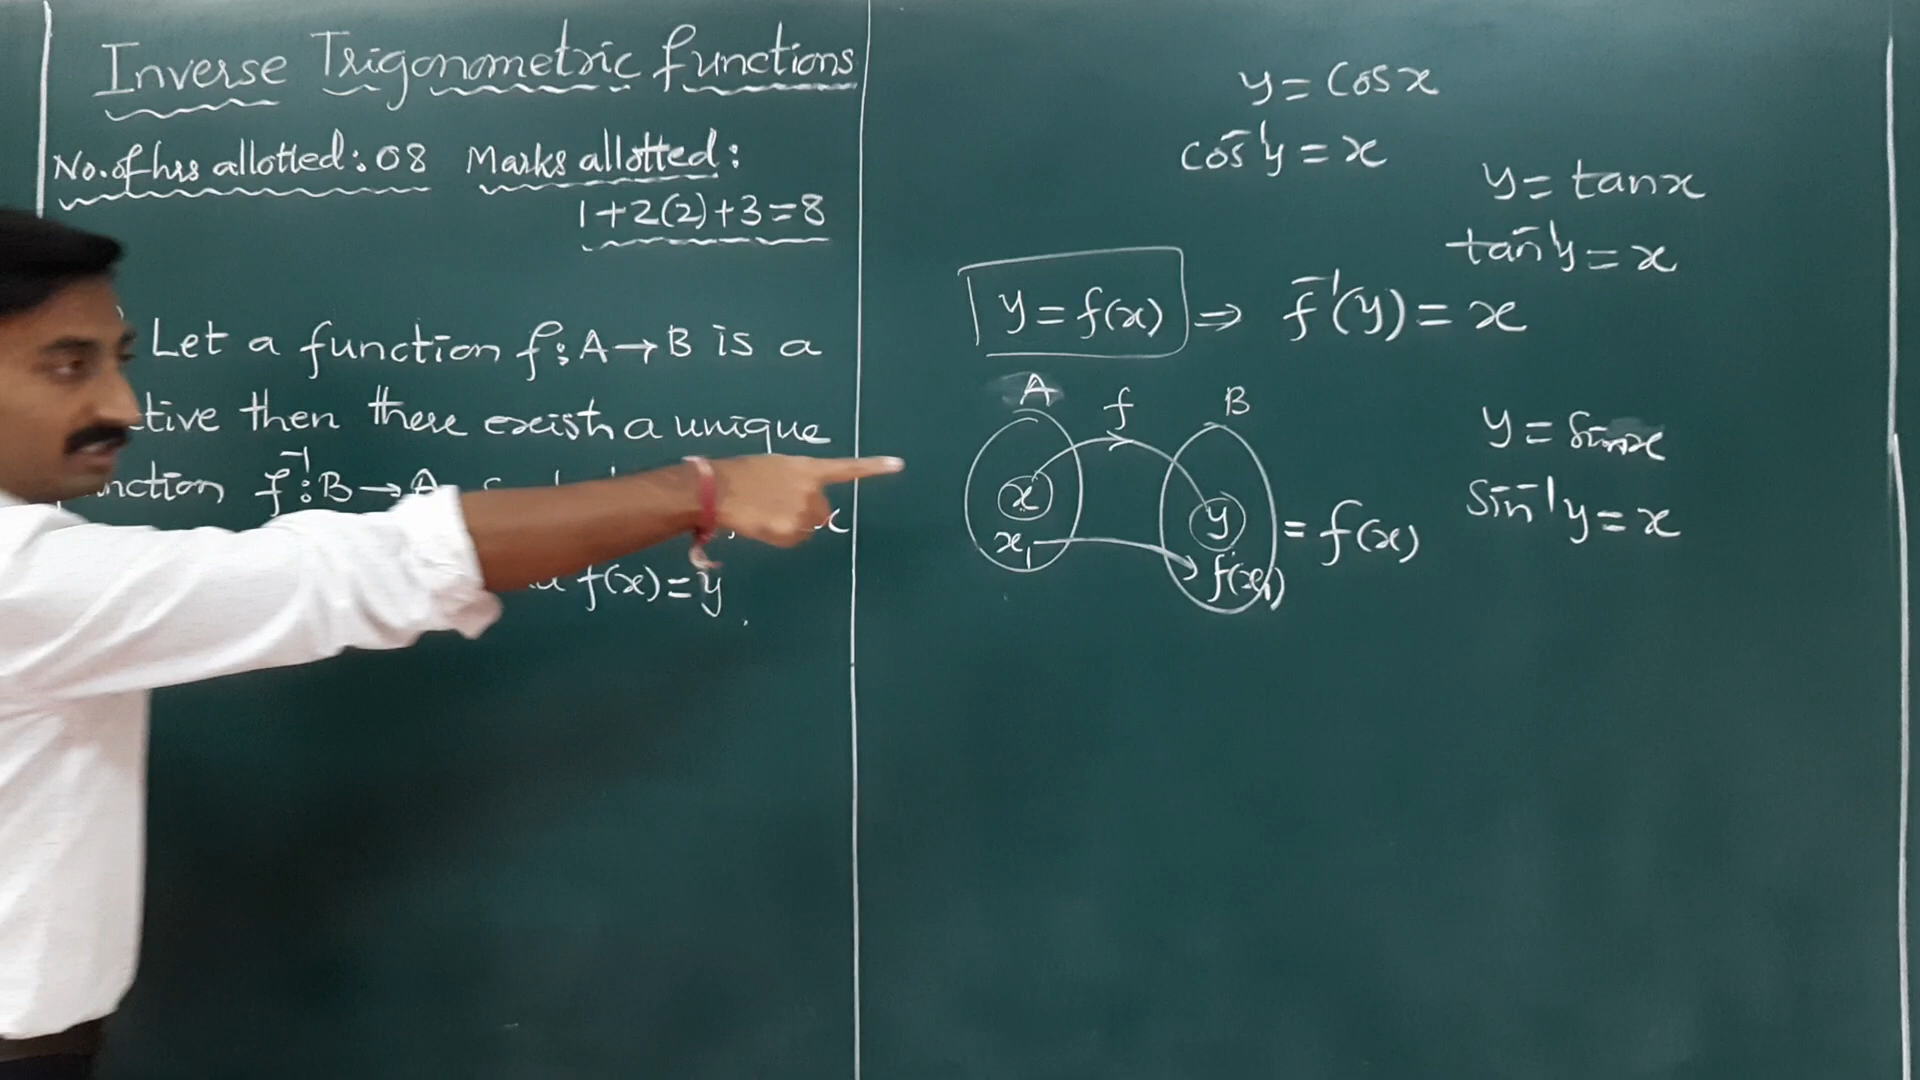 Inverse Trigonometric functions
No. of hrs allotted: 08 Marks allotted:
1+2(2)+3=8
Let a function f: A→B is a
tive then there exist a unique
nction f⁻¹: B→A
x
f(x)=y
y = Cos x
cos⁻¹y = x
y = tan x
tan⁻¹y = x
y = f(x) ⇒ f⁻¹(y) = x
A f B
x y = f(x)
x₁ f(x₁)
y = Sin x
Sin⁻¹y = x